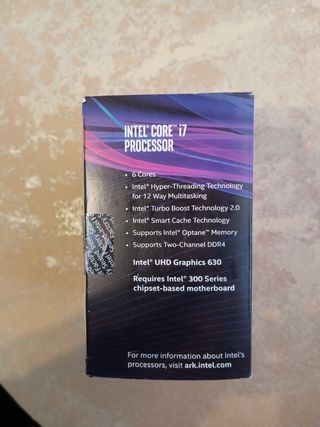 INTEL® CORE™ i7
PROCESSOR
• 6 Cores
• Intel® Hyper-Threading Technology
for 12 Way Multitasking
• Intel® Turbo Boost Technology 2.0
• Intel® Smart Cache Technology
• Supports Intel® Optane™ Memory
• Supports Two-Channel DDR4
Intel® UHD Graphics 630
Requires Intel® 300 Series
chipset-based motherboard
For more information about Intel's
processors, visit ark.intel.com